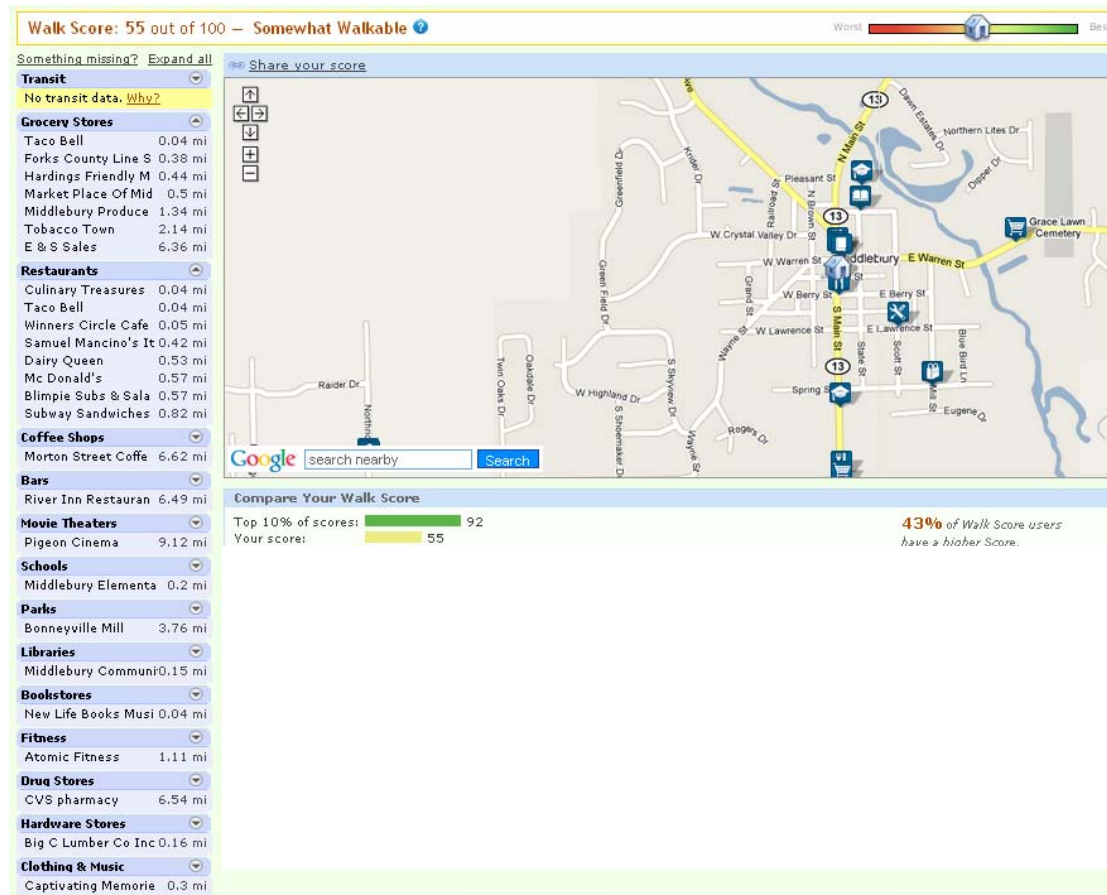 Walk Score: 55 out of 100 — Somewhat Walkable ?
Worst Bes
Something missing? Expand all
Transit
No transit data. Why?
Grocery Stores
Taco Bell 0.04 mi
Forks County Line S 0.38 mi
Hardings Friendly M 0.44 mi
Market Place Of Mid 0.5 mi
Middlebury Produce 1.34 mi
Tobacco Town 2.14 mi
E & S Sales 6.36 mi
Restaurants
Culinary Treasures 0.04 mi
Taco Bell 0.04 mi
Winners Circle Cafe 0.05 mi
Samuel Mancino's It 0.42 mi
Dairy Queen 0.53 mi
Mc Donald's 0.57 mi
Blimpie Subs & Sala 0.57 mi
Subway Sandwiches 0.82 mi
Coffee Shops
Morton Street Coffe 6.62 mi
Bars
River Inn Restauran 6.49 mi
Movie Theaters
Pigeon Cinema 9.12 mi
Schools
Middlebury Elementa 0.2 mi
Parks
Bonneyville Mill 3.76 mi
Libraries
Middlebury Communi 0.15 mi
Bookstores
New Life Books Musi 0.04 mi
Fitness
Atomic Fitness 1.11 mi
Drug Stores
CVS pharmacy 6.54 mi
Hardware Stores
Big C Lumber Co Inc 0.16 mi
Clothing & Music
Captivating Memorie 0.3 mi
Share your score
Ave
13
N Main St
Dawn Estates Dr
Northern Lites Dr
Dipper Dr
Krider Dr
Greenfield Dr
Pleasant St
Railroad St
N Brown St
13
Grace Lawn
Cemetery
W Crystal Valley Dr
W Warren St
ddlebury
E Warren St
St
Green Field Dr
Grand St
W Berry St
E Berry St
S Main St
W Lawrence St
E Lawrence St
Wayne St
State St
Scott St
Blue Bird Ln
13
Twin Oaks Dr
Oakdale Dr
S Skyview Dr
Raider Dr
Northrid
W Highland Dr
Spring S
Mill St
Eugene Dr
S Shoemaker Dr
Rogers Dr
Wayne St
Google search nearby Search
Compare Your Walk Score
Top 10% of scores: 92
Your score: 55
43% of Walk Score users
have a higher Score.